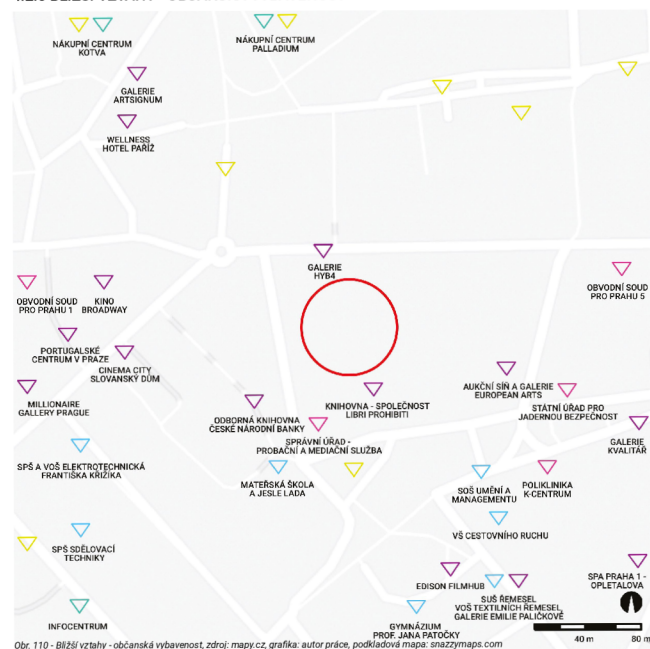 NÁKUPNÍ CENTRUM
KOTVA
NÁKUPNÍ CENTRUM
PALLADIUM
GALERIE
ARTSIGNUM
WELLNESS
HOTEL PAŘÍŽ
GALERIE
HYB4
OBVODNÍ SOUD
PRO PRAHU 1
KINO
BROADWAY
OBVODNÍ SOUD
PRO PRAHU 5
PORTUGALSKÉ
CENTRUM V PRAZE
CINEMA CITY
SLOVANSKÝ DŮM
MILLIONAIRE
GALLERY PRAGUE
AUKČNÍ SÍŇ A GALERIE
EUROPEAN ARTS
KNIHOVNA - SPOLEČNOST
LIBRI PROHIBITI
ODBORNÁ KNIHOVNA
ČESKÉ NÁRODNÍ BANKY
STÁTNÍ ÚŘAD PRO
JADERNOU BEZPEČNOST
SPRÁVNÍ ÚŘAD -
PROBAČNÍ A MEDIAČNÍ SLUŽBA
GALERIE
KVALITÁŘ
SPŠ A VOŠ ELEKTROTECHNICKÁ
FRANTIŠKA KŘIŽÍKA
MATEŘSKÁ ŠKOLA
A JESLE LADA
SOŠ UMĚNÍ A
MANAGEMENTU
POLIKLINIKA
K-CENTRUM
VŠ CESTOVNÍHO RUCHU
SPŠ SDĚLOVACÍ
TECHNIKY
SPA PRAHA 1 -
OPLETALOVA
EDISON FILMHUB
SUŠ ŘEMESEL
VOŠ TEXTILNÍCH ŘEMESEL
GALERIE EMILIE PALIČKOVÉ
INFOCENTRUM
GYMNÁZIUM
PROF. JANA PATOČKY
40 m
80 m
Obr. 110 - Bližší vztahy - občanská vybavenost, zdroj: mapy.cz, grafika: autor práce, podkladová mapa: snazzymaps.com